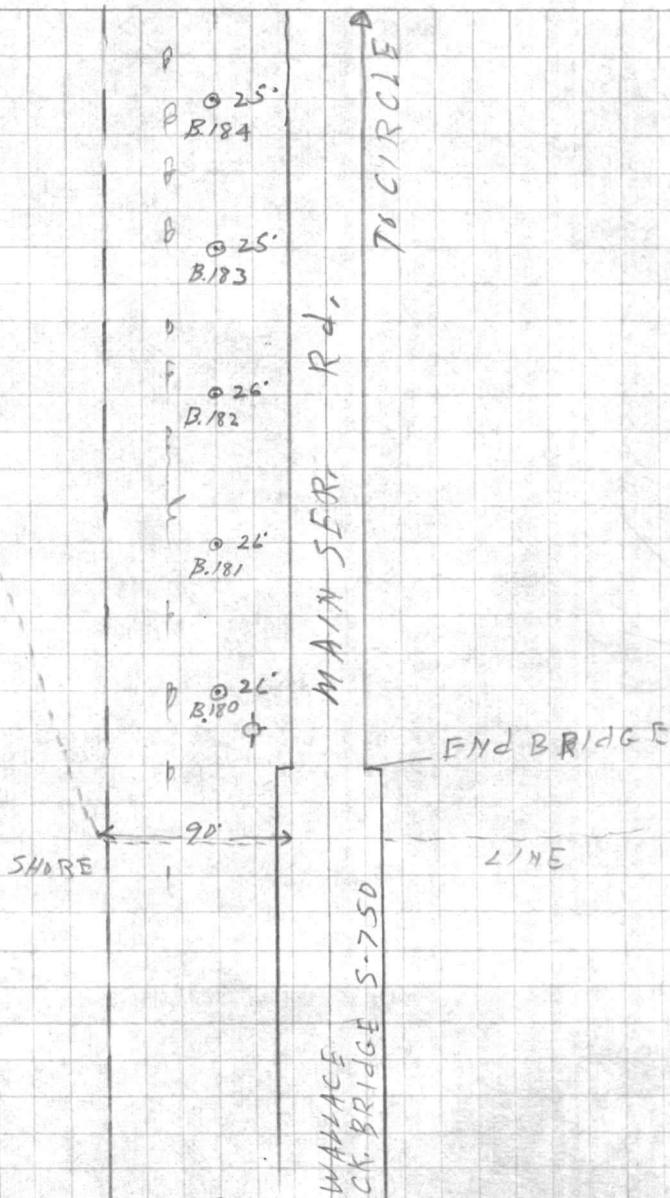 25'
B.184
25'
B.183
26'
B.182
26'
B.181
26'
B.180
TO CIRCLE
MAIN SER. Rd.
END BRIDGE
90'
SHORE
LINE
WALLACE
CK. BRIDGE S-750